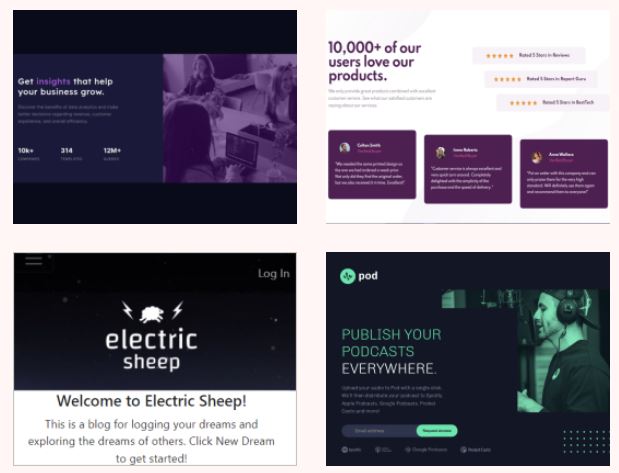 Get insights that help
your business grow.
Discover the benefits of data analytics and make
better decisions regarding revenue, customer
experience, and overall efficiency.
10k+
314
12M+
COMPANIES
TEMPLATES
QUERIES
10,000+ of our
users love our
products.
We only provide great products combined with excellent
customer service. See what our satisfied customers are
saying about our services.
Rated 5 Stars in Reviews
Rated 5 Stars in Report Guru
Rated 5 Stars in BestTech
Colton Smith
Verified Buyer
"We needed the same printed design as
the one we had ordered a week prior.
Not only did they find the original order,
but we also received it in time. Excellent!"
Irene Roberts
Verified Buyer
"Customer service is always excellent and
very quick turn around. Completely
delighted with the simplicity of the
purchase and the speed of delivery."
Anne Wallace
Verified Buyer
"Put an order with this company and can
only praise them for the very high
standard. Will definitely use them again
and recommend them to everyone!"
Log In
electric
sheep
Welcome to Electric Sheep!
This is a blog for logging your dreams and
exploring the dreams of others. Click New Dream
to get started!
pod
PUBLISH YOUR
PODCASTS
EVERYWHERE.
Upload your audio to Pod with a single click.
We'll then distribute your podcast to Spotify,
Apple Podcasts, Google Podcasts, Pocket
Casts and more!
Email address
Request Access
Spotify
Google Podcasts
Pocket Casts